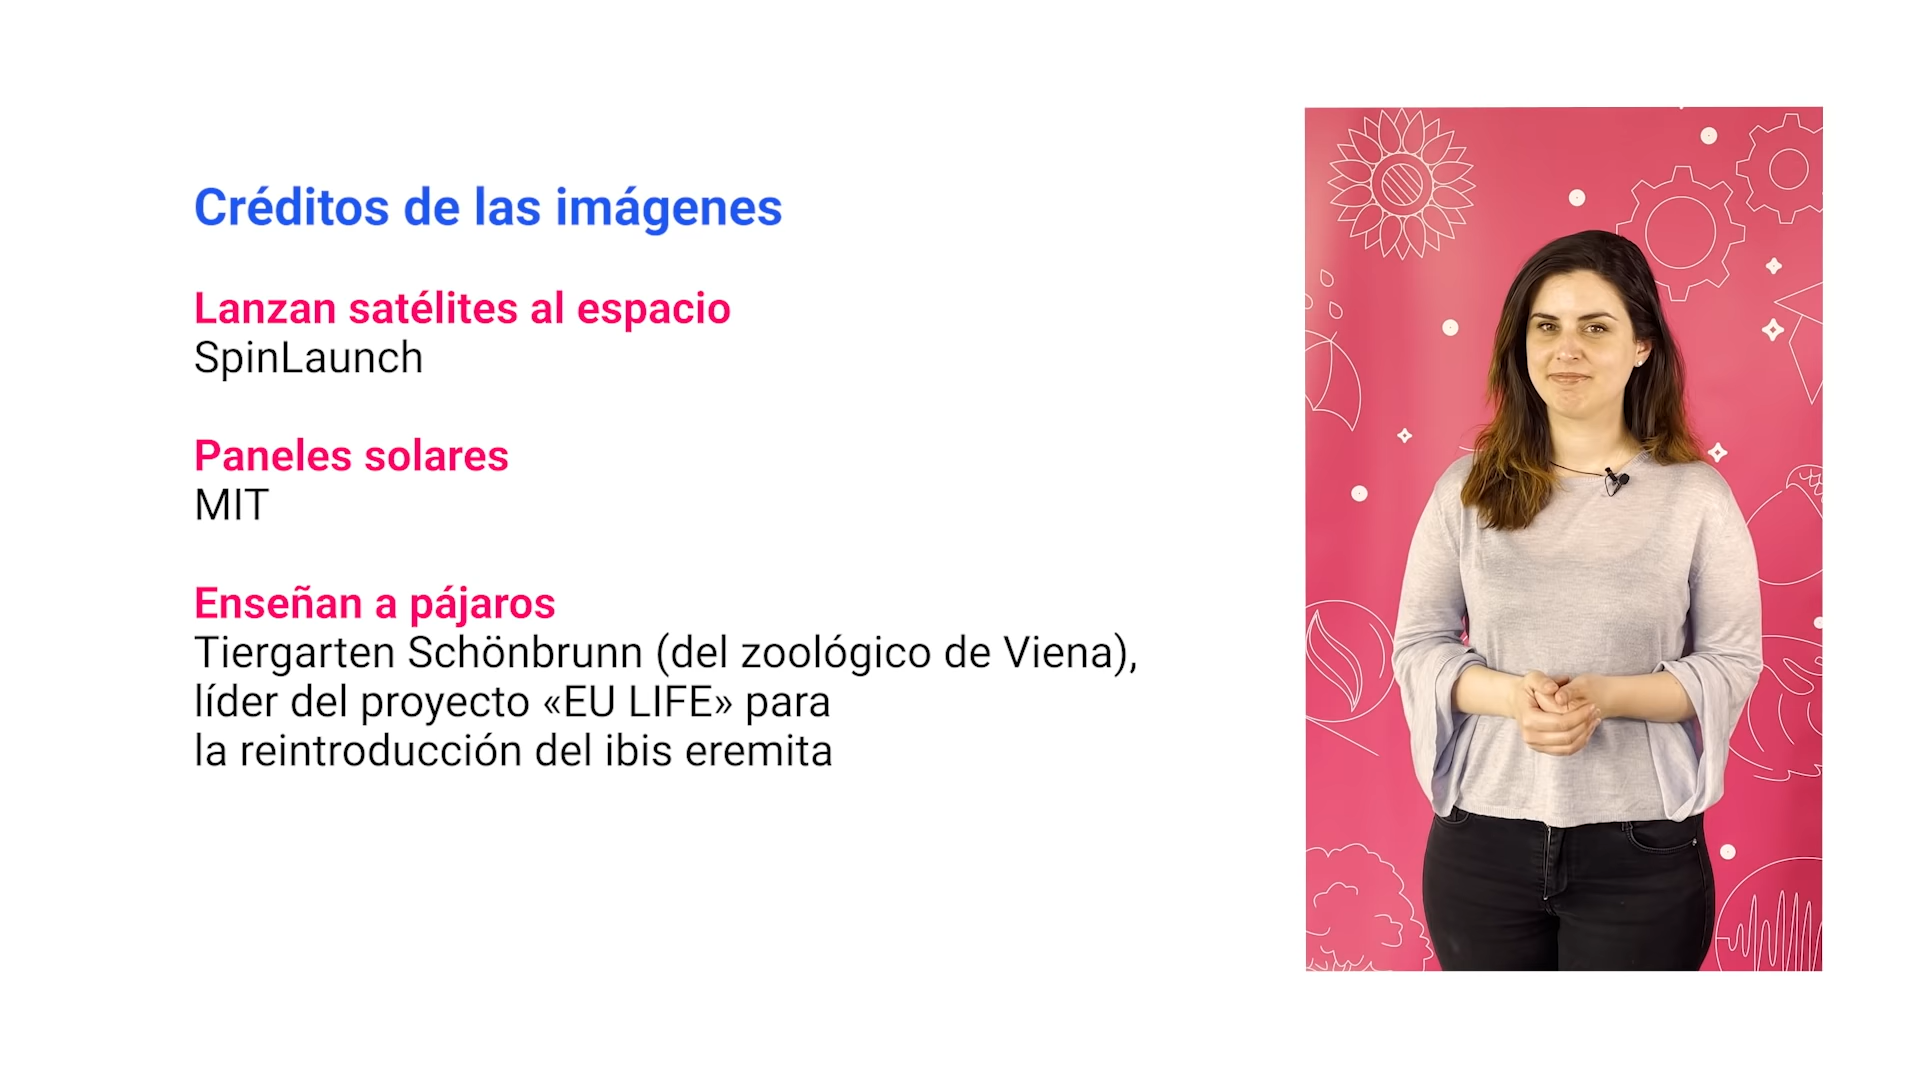 Créditos de las imágenes
Lanzan satélites al espacio
SpinLaunch
Paneles solares
MIT
Enseñan a pájaros
Tiergarten Schönbrunn (del zoológico de Viena),
líder del proyecto «EU LIFE» para
la reintroducción del ibis eremita